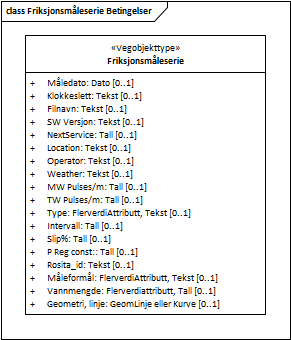 class Friksjonsmåleserie Betingelser
«Vegobjekttype»
Friksjonsmåleserie
+ Måledato: Dato [0..1]
+ Klokkeslett: Tekst [0..1]
+ Filnavn: Tekst [0..1]
+ SW Versjon: Tekst [0..1]
+ NextService: Tall [0..1]
+ Location: Tekst [0..1]
+ Operator: Tekst [0..1]
+ Weather: Tekst [0..1]
+ MW Pulses/m: Tall [0..1]
+ TW Pulses/m: Tall [0..1]
+ Type: FlerverdiAttributt, Tekst [0..1]
+ Intervall: Tall [0..1]
+ Slip%: Tall [0..1]
+ P Reg const:: Tall [0..1]
+ Rosita_id: Tekst [0..1]
+ Måleformål: FlerverdiAttributt, Tekst [0..1]
+ Vannmengde: Flerverdiattributt, Tall [0..1]
+ Geometri, linje: GeomLinje eller Kurve [0..1]